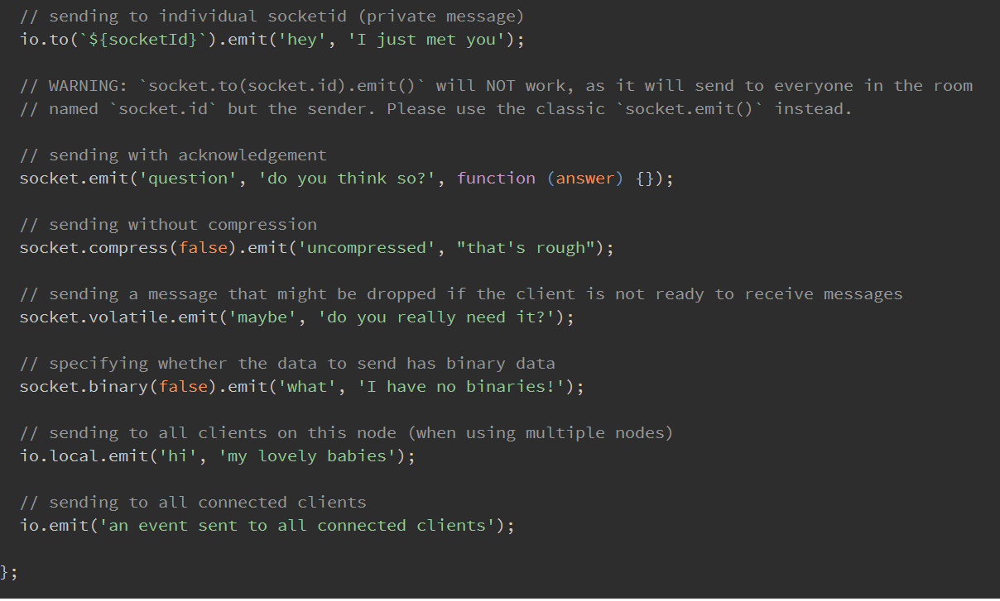 // sending to individual socketid (private message)
io.to(`${socketId}`).emit('hey', 'I just met you');
// WARNING: `socket.to(socket.id).emit()` will NOT work, as it will send to everyone in the room
// named `socket.id` but the sender. Please use the classic `socket.emit()` instead.
// sending with acknowledgement
socket.emit('question', 'do you think so?', function (answer) {});
// sending without compression
socket.compress(false).emit('uncompressed', "that's rough");
// sending a message that might be dropped if the client is not ready to receive messages
socket.volatile.emit('maybe', 'do you really need it?');
// specifying whether the data to send has binary data
socket.binary(false).emit('what', 'I have no binaries!');
// sending to all clients on this node (when using multiple nodes)
io.local.emit('hi', 'my lovely babies');
// sending to all connected clients
io.emit('an event sent to all connected clients');
};